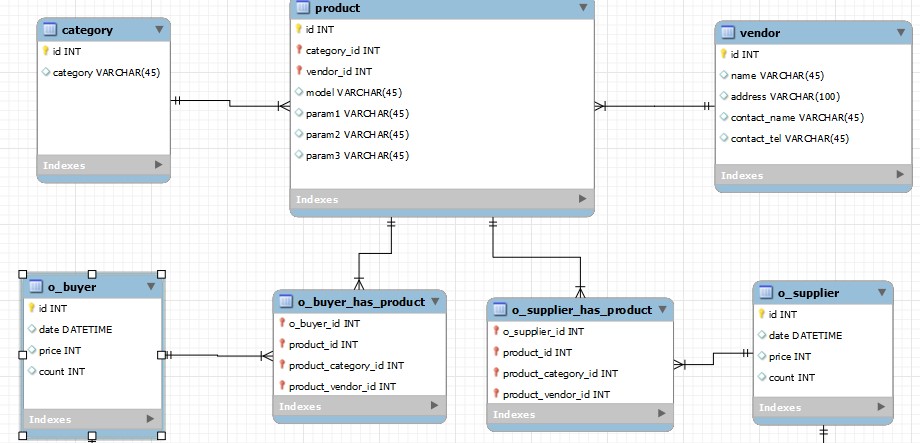 category
id INT
category VARCHAR(45)
Indexes
product
id INT
category_id INT
vendor_id INT
model VARCHAR(45)
param1 VARCHAR(45)
param2 VARCHAR(45)
param3 VARCHAR(45)
Indexes
vendor
id INT
name VARCHAR(45)
address VARCHAR(100)
contact_name VARCHAR(45)
contact_tel VARCHAR(45)
Indexes
o_buyer
id INT
date DATETIME
price INT
count INT
Indexes
o_buyer_has_product
o_buyer_id INT
product_id INT
product_category_id INT
product_vendor_id INT
Indexes
o_supplier_has_product
o_supplier_id INT
product_id INT
product_category_id INT
product_vendor_id INT
Indexes
o_supplier
id INT
date DATETIME
price INT
count INT
Indexes